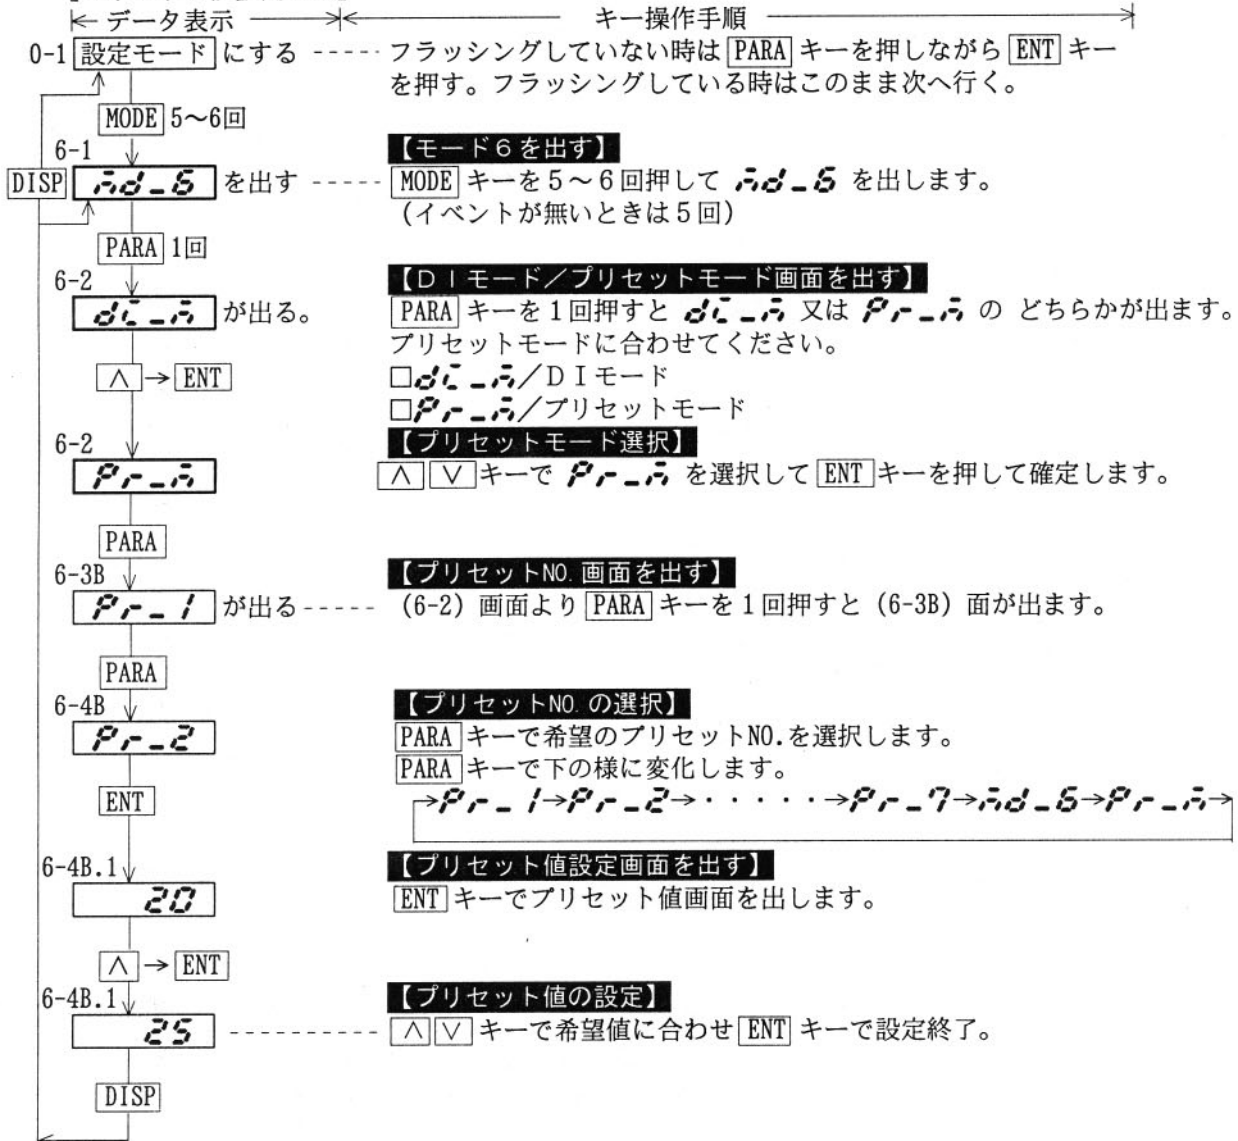 データ表示 キー操作手順
0-1 設定モード にする ----- フラッシングしていない時は PARA キーを押しながら ENT キー
を押す。フラッシングしている時はこのまま次へ行く。
MODE 5〜6回
6-1 【モード6を出す】
DISP Ad_6 を出す ----- MODE キーを5〜6回押して Ad_6 を出します。
(イベントが無いときは5回)
PARA 1回
6-2 【DIモード/プリセットモード画面を出す】
di_A が出る。 PARA キーを1回押すと di_A 又は Pr_A の どちらかが出ます。
プリセットモードに合わせてください。
∧→ENT □di_A/DIモード
□Pr_A/プリセットモード
6-2 【プリセットモード選択】
Pr_A ∧∨キーで Pr_A を選択して ENT キーを押して確定します。
PARA
6-3B 【プリセットNO.画面を出す】
Pr_1 が出る----- (6-2)画面より PARA キーを1回押すと(6-3B)面が出ます。
PARA
6-4B 【プリセットNO.の選択】
Pr_2 PARA キーで希望のプリセットNO.を選択します。
PARA キーで下の様に変化します。
ENT →Pr_1→Pr_2→・・・・・→Pr_7→Ad_6→Pr_A→
6-4B.1 【プリセット値設定画面を出す】
20 ENT キーでプリセット値画面を出します。
∧→ENT
6-4B.1 【プリセット値の設定】
25 -------- ∧∨ キーで希望値に合わせ ENT キーで設定終了。
DISP